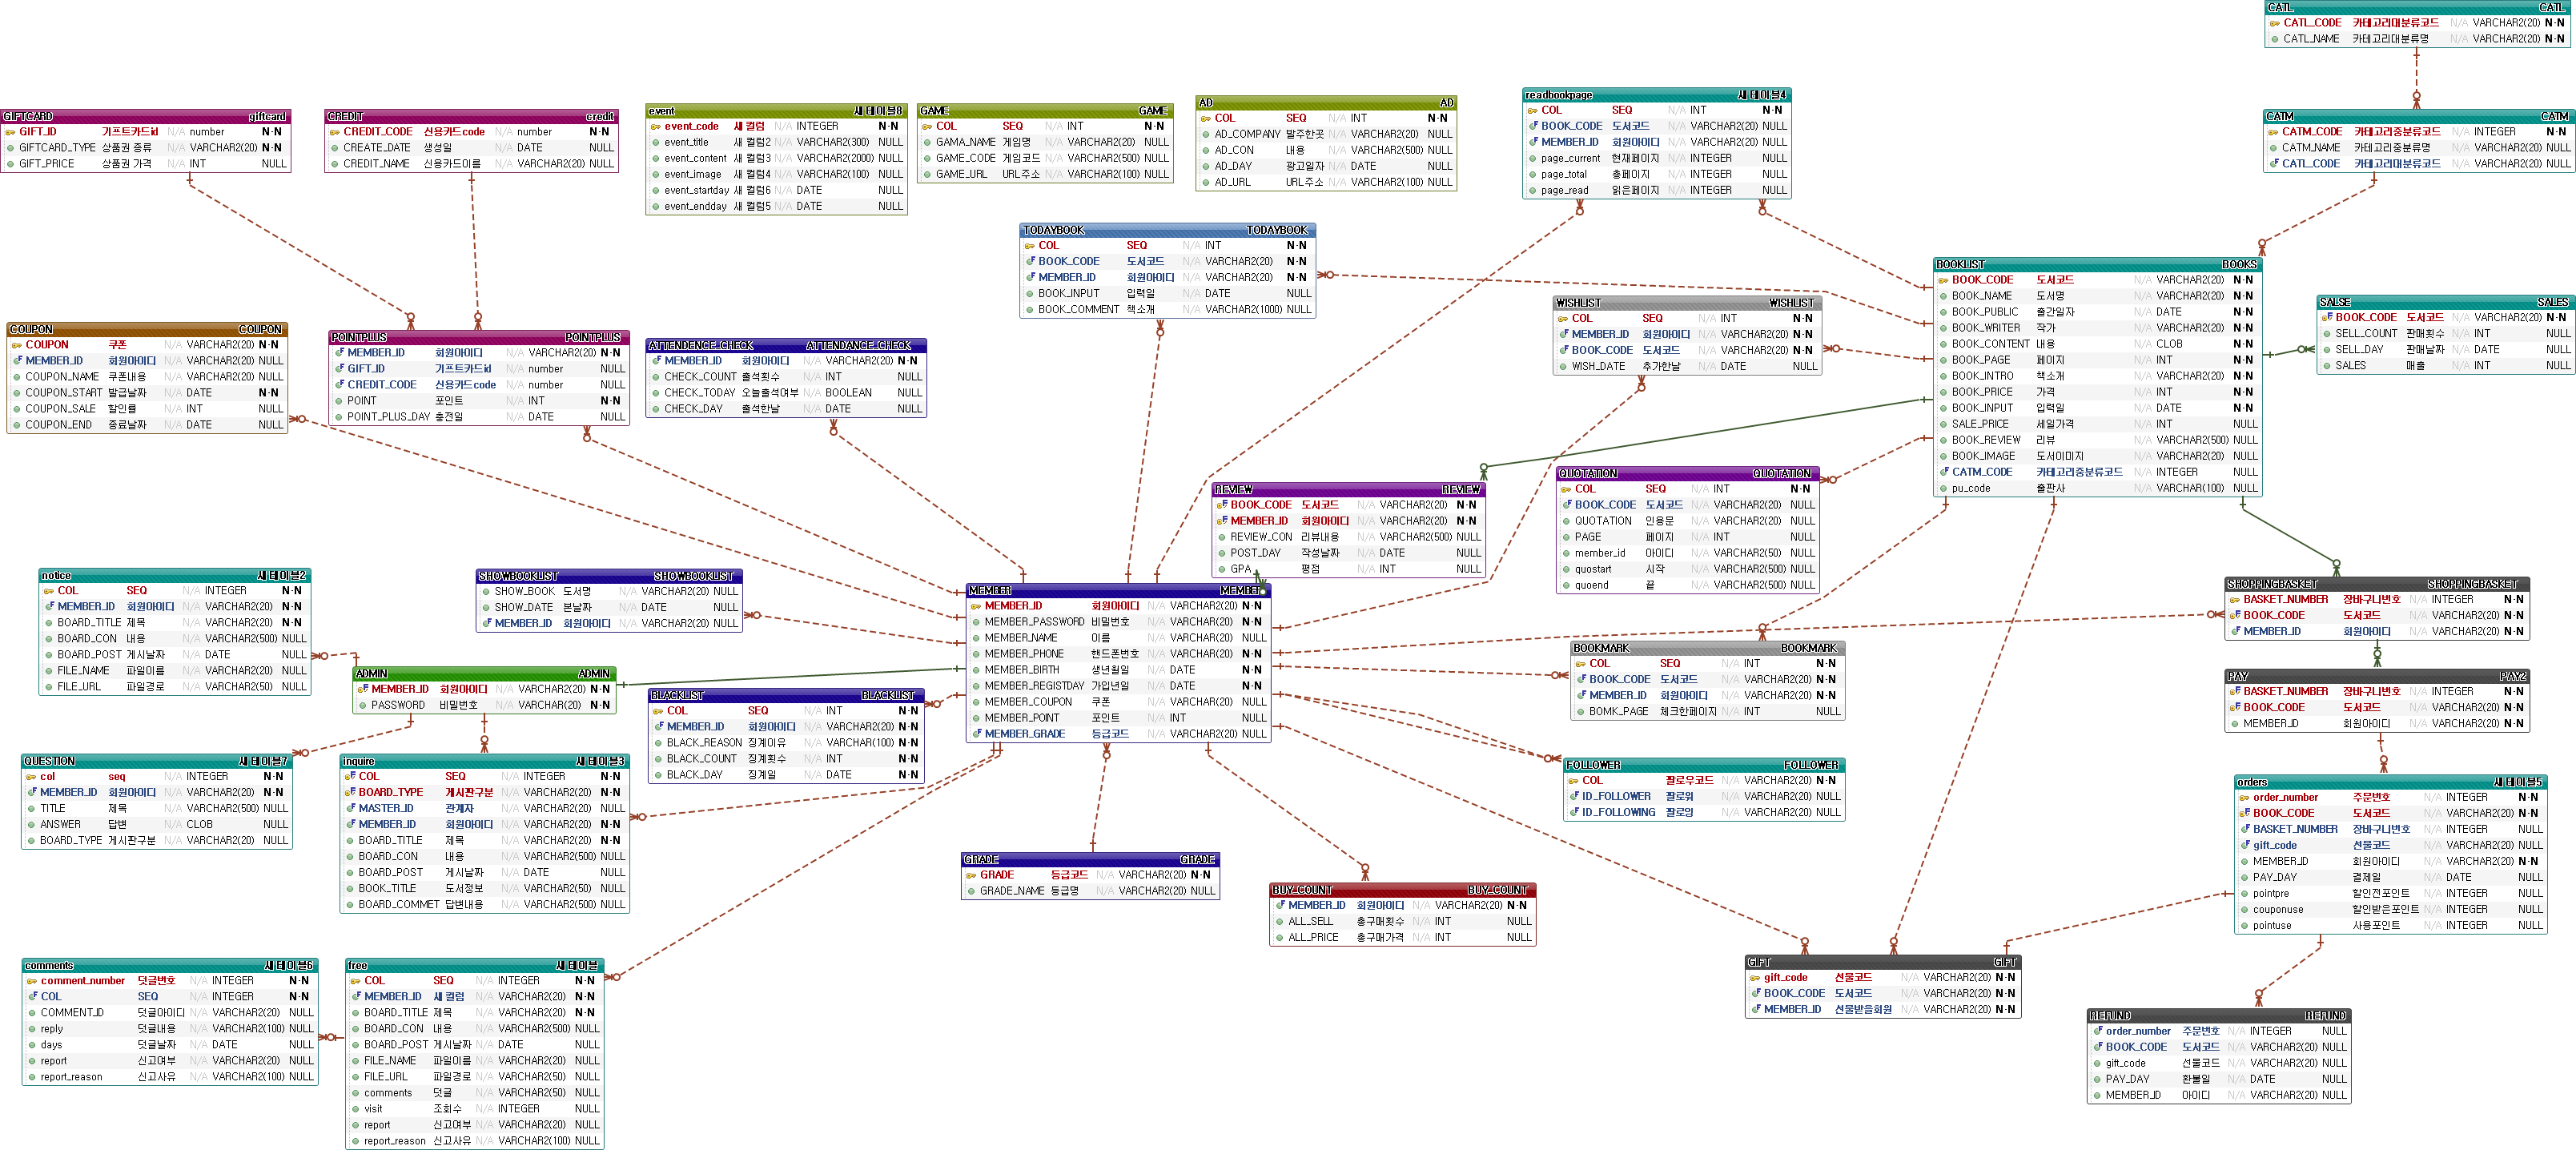 CATL CATL
CATL_CODE 카테고리대분류코드 N/A VARCHAR2(20) N-N
CATL_NAME 카테고리대분류명 N/A VARCHAR2(20) N-N
GIFTCARD giftcard
GIFT_ID 기프트카드id N/A number N-N
GIFTCARD_TYPE 상품권 종류 N/A VARCHAR2(20) N-N
GIFT_PRICE 상품권 가격 N/A INT NULL
CREDIT credit
CREDIT_CODE 신용카드code N/A number N-N
CREATE_DATE 생성일 N/A DATE NULL
CREDIT_NAME 신용카드이름 N/A VARCHAR2(20) NULL
event 새 테이블8
event_code 새 컬럼 N/A INTEGER N-N
event_title 새 컬럼2 N/A VARCHAR2(300) NULL
event_content 새 컬럼3 N/A VARCHAR2(2000) NULL
event_image 새 컬럼4 N/A VARCHAR2(100) NULL
event_startday 새 컬럼6 N/A DATE NULL
event_endday 새 컬럼5 N/A DATE NULL
GAME GAME
COL SEQ N/A INT N-N
GAMA_NAME 게임명 N/A VARCHAR2(20) NULL
GAME_CODE 게임코드 N/A VARCHAR2(500) NULL
GAME_URL URL주소 N/A VARCHAR2(100) NULL
AD AD
COL SEQ N/A INT N-N
AD_COMPANY 발주한곳 N/A VARCHAR2(20) NULL
AD_CON 내용 N/A VARCHAR2(500) NULL
AD_DAY 광고일자 N/A DATE NULL
AD_URL URL주소 N/A VARCHAR2(100) NULL
readbookpage 새 테이블4
COL SEQ N/A INT N-N
BOOK_CODE 도서코드 N/A VARCHAR2(20) NULL
MEMBER_ID 회원아이디 N/A VARCHAR2(20) NULL
page_current 현재페이지 N/A INTEGER NULL
page_total 총페이지 N/A INTEGER NULL
page_read 읽은페이지 N/A INTEGER NULL
CATM CATM
CATM_CODE 카테고리중분류코드 N/A INTEGER N-N
CATM_NAME 카테고리중분류명 N/A VARCHAR2(20) N-N
CATL_CODE 카테고리대분류코드 N/A VARCHAR2(20) NULL
TODAYBOOK TODAYBOOK
COL SEQ N/A INT N-N
BOOK_CODE 도서코드 N/A VARCHAR2(20) N-N
MEMBER_ID 회원아이디 N/A VARCHAR2(20) N-N
BOOK_INPUT 입력일 N/A DATE NULL
BOOK_COMMENT 책소개 N/A VARCHAR2(1000) NULL
BOOKLIST BOOKS
BOOK_CODE 도서코드 N/A VARCHAR2(20) N-N
BOOK_NAME 도서명 N/A VARCHAR2(20) N-N
BOOK_PUBLIC 출간일자 N/A DATE N-N
BOOK_WRITER 작가 N/A VARCHAR2(20) N-N
BOOK_CONTENT 내용 N/A CLOB N-N
BOOK_PAGE 페이지 N/A INT N-N
BOOK_INTRO 책소개 N/A VARCHAR2(20) N-N
BOOK_PRICE 가격 N/A INT N-N
BOOK_INPUT 입력일 N/A DATE N-N
SALE_PRICE 세일가격 N/A INT NULL
BOOK_REVIEW 리뷰 N/A VARCHAR2(500) NULL
BOOK_IMAGE 도서이미지 N/A VARCHAR2(20) NULL
CATM_CODE 카테고리중분류코드 N/A INTEGER NULL
pu_code 출판사 N/A VARCHAR(100) NULL
WISHLIST WISHLIST
COL SEQ N/A INT N-N
MEMBER_ID 회원아이디 N/A VARCHAR2(20) N-N
BOOK_CODE 도서코드 N/A VARCHAR2(20) N-N
WISH_DATE 추가한날 N/A DATE NULL
SALSE SALES
BOOK_CODE 도서코드 N/A VARCHAR2(20) N-N
SELL_COUNT 판매횟수 N/A INT NULL
SELL_DAY 판매날짜 N/A DATE NULL
SALES 매출 N/A INT NULL
COUPON COUPON
COUPON 쿠폰 N/A VARCHAR2(20) N-N
MEMBER_ID 회원아이디 N/A VARCHAR2(20) NULL
COUPON_NAME 쿠폰내용 N/A VARCHAR2(20) NULL
COUPON_START 발급날짜 N/A DATE N-N
COUPON_SALE 할인률 N/A INT NULL
COUPON_END 종료날짜 N/A DATE NULL
POINTPLUS POINTPLUS
MEMBER_ID 회원아이디 N/A VARCHAR2(20) N-N
GIFT_ID 기프트카드id N/A number NULL
CREDIT_CODE 신용카드code N/A number NULL
POINT 포인트 N/A INT N-N
POINT_PLUS_DAY 충전일 N/A DATE NULL
ATTENDENCE_CHECK ATTENDANCE_CHECK
MEMBER_ID 회원아이디 N/A VARCHAR2(20) N-N
CHECK_COUNT 출석횟수 N/A INT NULL
CHECK_TODAY 오늘출석여부 N/A BOOLEAN NULL
CHECK_DAY 출석한날 N/A DATE NULL
REVIEW REVIEW
BOOK_CODE 도서코드 N/A VARCHAR2(20) N-N
MEMBER_ID 회원아이디 N/A VARCHAR2(20) N-N
REVIEW_CON 리뷰내용 N/A VARCHAR2(500) NULL
POST_DAY 작성날짜 N/A DATE NULL
GPA 평점 N/A INT NULL
QUOTATION QUOTATION
COL SEQ N/A INT N-N
BOOK_CODE 도서코드 N/A VARCHAR2(20) NULL
QUOTATION 인용문 N/A VARCHAR2(20) NULL
PAGE 페이지 N/A INT NULL
member_id 아이디 N/A VARCHAR2(50) NULL
quostart 시작 N/A VARCHAR2(500) NULL
quoend 끝 N/A VARCHAR2(500) NULL
notice 새 테이블2
COL SEQ N/A INTEGER N-N
MEMBER_ID 회원아이디 N/A VARCHAR2(20) N-N
BOARD_TITLE 제목 N/A VARCHAR2(20) N-N
BOARD_CON 내용 N/A VARCHAR2(500) NULL
BOARD_POST 게시날짜 N/A DATE NULL
FILE_NAME 파일이름 N/A VARCHAR2(20) NULL
FILE_URL 파일경로 N/A VARCHAR2(50) NULL
SHOWBOOKLIST SHOWBOOKLIST
SHOW_BOOK 도서명 N/A VARCHAR2(20) NULL
SHOW_DATE 본날짜 N/A DATE NULL
MEMBER_ID 회원아이디 N/A VARCHAR2(20) NULL
MEMBER MEMBER
MEMBER_ID 회원아이디 N/A VARCHAR2(20) N-N
MEMBER_PASSWORD 비밀번호 N/A VARCHAR(20) N-N
MEMBER_NAME 이름 N/A VARCHAR(20) NULL
MEMBER_PHONE 핸드폰번호 N/A VARCHAR(20) N-N
MEMBER_BIRTH 생년월일 N/A DATE N-N
MEMBER_REGISTDAY 가입년일 N/A DATE N-N
MEMBER_COUPON 쿠폰 N/A VARCHAR(20) NULL
MEMBER_POINT 포인트 N/A INT NULL
MEMBER_GRADE 등급코드 N/A VARCHAR2(20) NULL
SHOPPINGBASKET SHOPPINGBASKET
BASKET_NUMBER 장바구니번호 N/A INTEGER N-N
BOOK_CODE 도서코드 N/A VARCHAR2(20) N-N
MEMBER_ID 회원아이디 N/A VARCHAR2(20) N-N
BOOKMARK BOOKMARK
COL SEQ N/A INT N-N
BOOK_CODE 도서코드 N/A VARCHAR2(20) N-N
MEMBER_ID 회원아이디 N/A VARCHAR2(20) N-N
BOMK_PAGE 체크한페이지 N/A INT NULL
ADMIN ADMIN
MEMBER_ID 회원아이디 N/A VARCHAR2(20) N-N
PASSWORD 비밀번호 N/A VARCHAR(20) N-N
BLACKLIST BLACKLIST
COL SEQ N/A INT N-N
MEMBER_ID 회원아이디 N/A VARCHAR2(20) N-N
BLACK_REASON 징계이유 N/A VARCHAR(100) N-N
BLACK_COUNT 징계횟수 N/A INT N-N
BLACK_DAY 징계일 N/A DATE N-N
PAY PAY2
BASKET_NUMBER 장바구니번호 N/A INTEGER N-N
BOOK_CODE 도서코드 N/A VARCHAR2(20) N-N
MEMBER_ID 회원아이디 N/A VARCHAR2(20) NULL
QUESTION 새 테이블7
col seq N/A INTEGER N-N
MEMBER_ID 회원아이디 N/A VARCHAR2(20) N-N
TITLE 제목 N/A VARCHAR2(500) NULL
ANSWER 답변 N/A CLOB NULL
BOARD_TYPE 게시판구분 N/A VARCHAR2(20) NULL
inquire 새 테이블3
COL SEQ N/A INTEGER N-N
BOARD_TYPE 게시판구분 N/A VARCHAR2(20) N-N
MASTER_ID 관계자 N/A VARCHAR2(20) NULL
MEMBER_ID 회원아이디 N/A VARCHAR2(20) N-N
BOARD_TITLE 제목 N/A VARCHAR2(20) N-N
BOARD_CON 내용 N/A VARCHAR2(500) NULL
BOARD_POST 게시날짜 N/A DATE NULL
BOOK_TITLE 도서정보 N/A VARCHAR2(50) NULL
BOARD_COMMET 답변내용 N/A VARCHAR2(500) NULL
FOLLOWER FOLLOWER
COL 팔로우코드 N/A VARCHAR2(20) N-N
ID_FOLLOWER 팔로워 N/A VARCHAR2(20) NULL
ID_FOLLOWING 팔로잉 N/A VARCHAR2(20) NULL
orders 새 테이블5
order_number 주문번호 N/A INTEGER N-N
BOOK_CODE 도서코드 N/A VARCHAR2(20) N-N
BASKET_NUMBER 장바구니번호 N/A INTEGER NULL
gift_code 선물코드 N/A VARCHAR2(20) NULL
MEMBER_ID 회원아이디 N/A VARCHAR2(20) N-N
PAY_DAY 결제일 N/A DATE NULL
pointpre 할인전포인트 N/A INTEGER NULL
couponuse 할인받은포인트 N/A INTEGER NULL
pointuse 사용포인트 N/A INTEGER NULL
GRADE GRADE
GRADE 등급코드 N/A VARCHAR2(20) N-N
GRADE_NAME 등급명 N/A VARCHAR2(20) NULL
BUY_COUNT BUY_COUNT
MEMBER_ID 회원아이디 N/A VARCHAR2(20) N-N
ALL_SELL 총구매횟수 N/A INT NULL
ALL_PRICE 총구매가격 N/A INT NULL
comments 새 테이블6
comment_number 덧글번호 N/A INTEGER N-N
COL SEQ N/A INTEGER N-N
COMMENT_ID 덧글아이디 N/A VARCHAR2(20) NULL
reply 덧글내용 N/A VARCHAR2(100) NULL
days 덧글날짜 N/A DATE NULL
report 신고여부 N/A VARCHAR2(20) NULL
report_reason 신고사유 N/A VARCHAR2(100) NULL
free 새 테이블
COL SEQ N/A INTEGER N-N
MEMBER_ID 새 컬럼 N/A VARCHAR2(20) N-N
BOARD_TITLE 제목 N/A VARCHAR2(20) N-N
BOARD_CON 내용 N/A VARCHAR2(500) NULL
BOARD_POST 게시날짜 N/A DATE NULL
FILE_NAME 파일이름 N/A VARCHAR2(20) NULL
FILE_URL 파일경로 N/A VARCHAR2(50) NULL
comments 덧글 N/A VARCHAR2(50) NULL
visit 조회수 N/A INTEGER NULL
report 신고여부 N/A VARCHAR2(20) NULL
report_reason 신고사유 N/A VARCHAR2(100) NULL
GIFT GIFT
gift_code 선물코드 N/A VARCHAR2(20) N-N
BOOK_CODE 도서코드 N/A VARCHAR2(20) N-N
MEMBER_ID 선물받을회원 N/A VARCHAR2(20) N-N
REFUND REFUND
order_number 주문번호 N/A INTEGER NULL
BOOK_CODE 도서코드 N/A VARCHAR2(20) NULL
gift_code 선물코드 N/A VARCHAR2(20) NULL
PAY_DAY 환불일 N/A DATE NULL
MEMBER_ID 아이디 N/A VARCHAR2(20) NULL